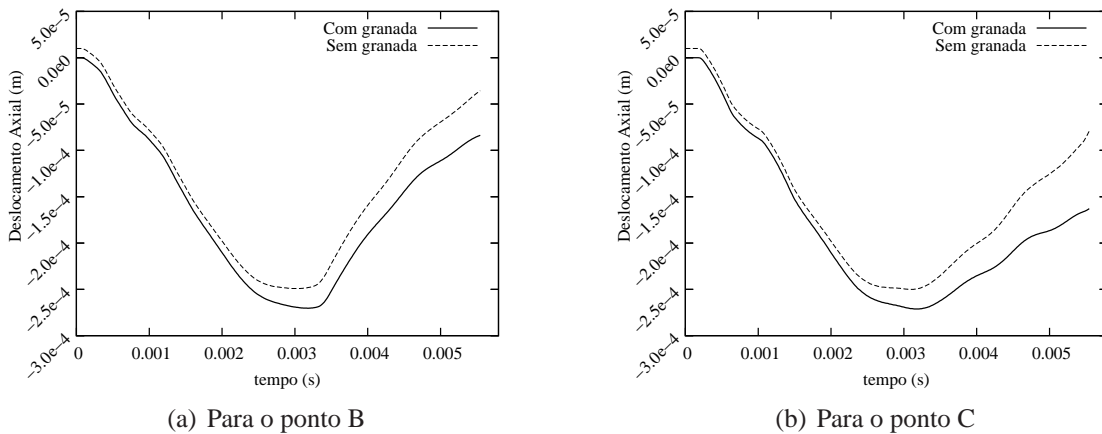 5.0e−5
0.0e0
−5.0e−5
−1.0e−4
−1.5e−4
−2.0e−4
−2.5e−4
−3.0e−4
Deslocamento Axial (m)
Com granada
Sem granada
0 0.001 0.002 0.003 0.004 0.005
tempo (s)
(a) Para o ponto B
5.0e−5
0.0e0
−5.0e−5
−1.0e−4
−1.5e−4
−2.0e−4
−2.5e−4
−3.0e−4
Deslocamento Axial (m)
Com granada
Sem granada
0 0.001 0.002 0.003 0.004 0.005
tempo (s)
(b) Para o ponto C